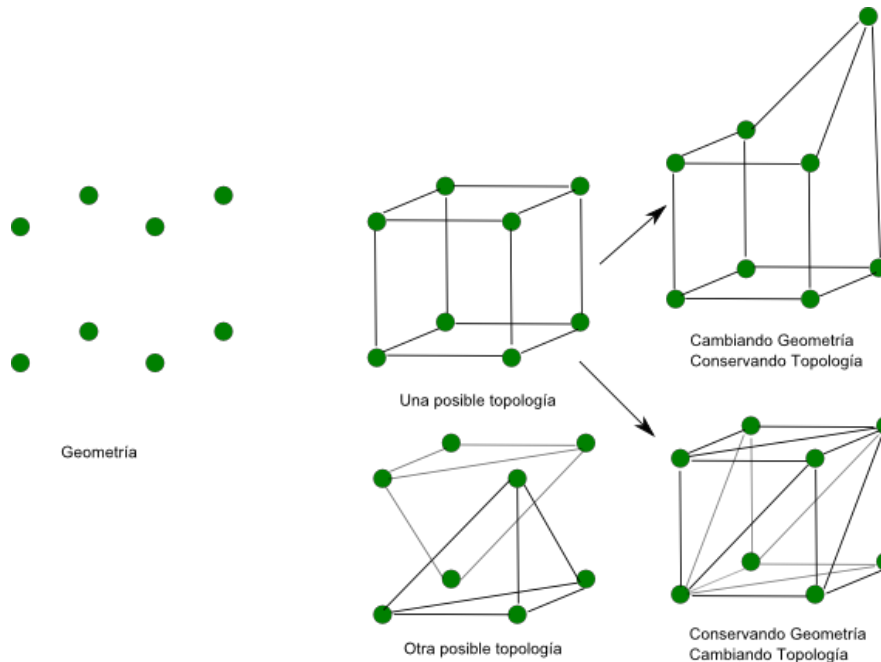 Geometría
Una posible topología
Otra posible topología
Cambiando Geometría
Conservando Topología
Conservando Geometría
Cambiando Topología